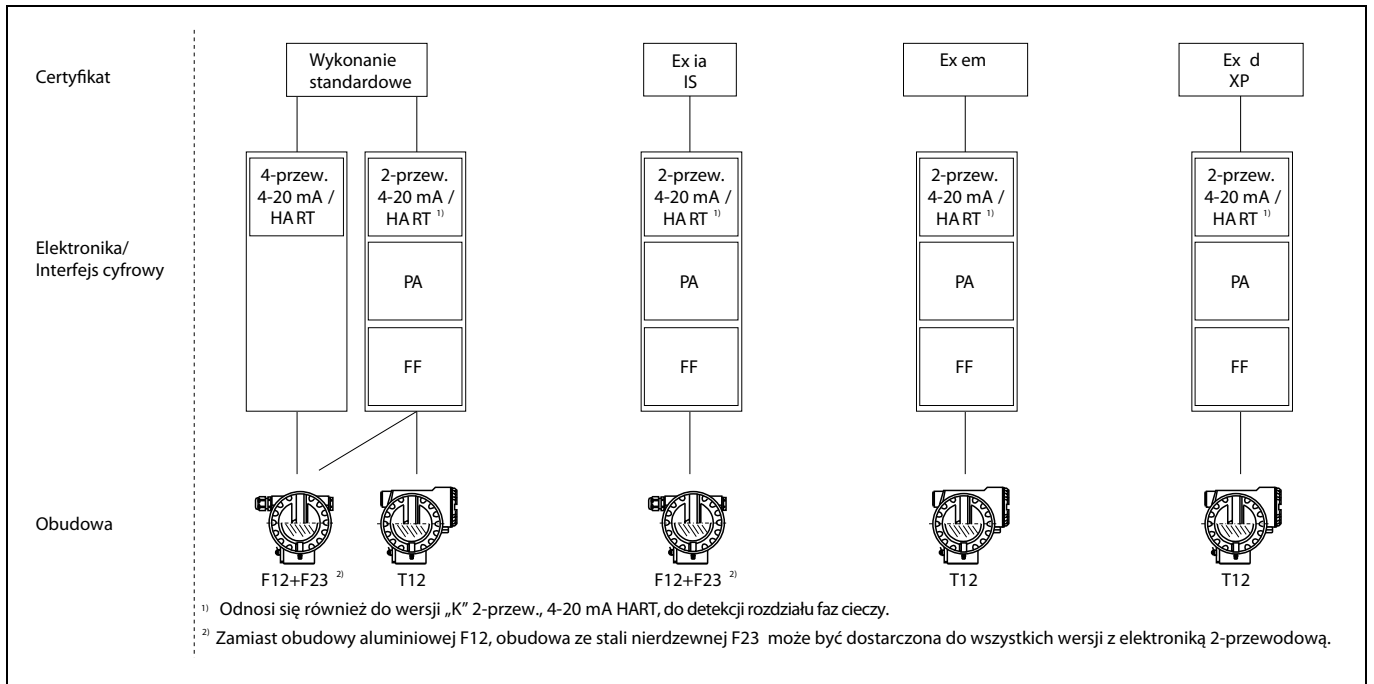 Certyfikat
Wykonanie
standardowe
Ex ia
IS
Ex em
Ex d
XP
Elektronika/
Interfejs cyfrowy
4-przew.
4-20 mA /
HART
2-przew.
4-20 mA /
HART 1)
PA
FF
2-przew.
4-20 mA /
HART 1)
PA
FF
2-przew.
4-20 mA /
HART 1)
PA
FF
2-przew.
4-20 mA /
HART 1)
PA
FF
Obudowa
F12+F23 2)
T12
F12+F23 2)
T12
T12
1) Odnosi się również do wersji „K” 2-przew., 4-20 mA HART, do detekcji rozdziału faz cieczy.
2) Zamiast obudowy aluminiowej F12, obudowa ze stali nierdzewnej F23 może być dostarczona do wszystkich wersji z elektroniką 2-przewodową.